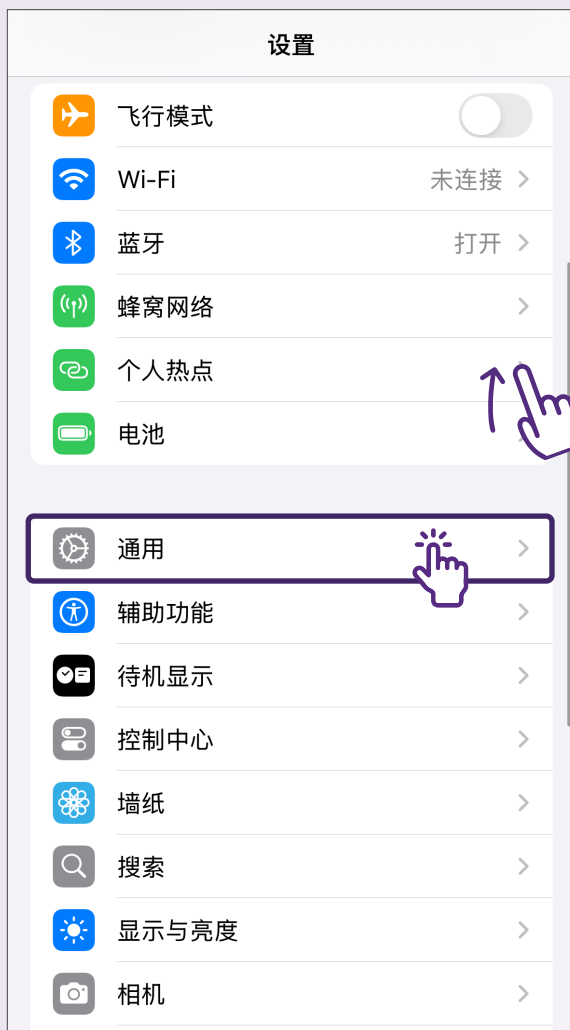 设置
飞行模式
Wi-Fi 未连接
蓝牙 打开
蜂窝网络
个人热点
电池
通用
辅助功能
待机显示
控制中心
墙纸
搜索
显示与亮度
相机